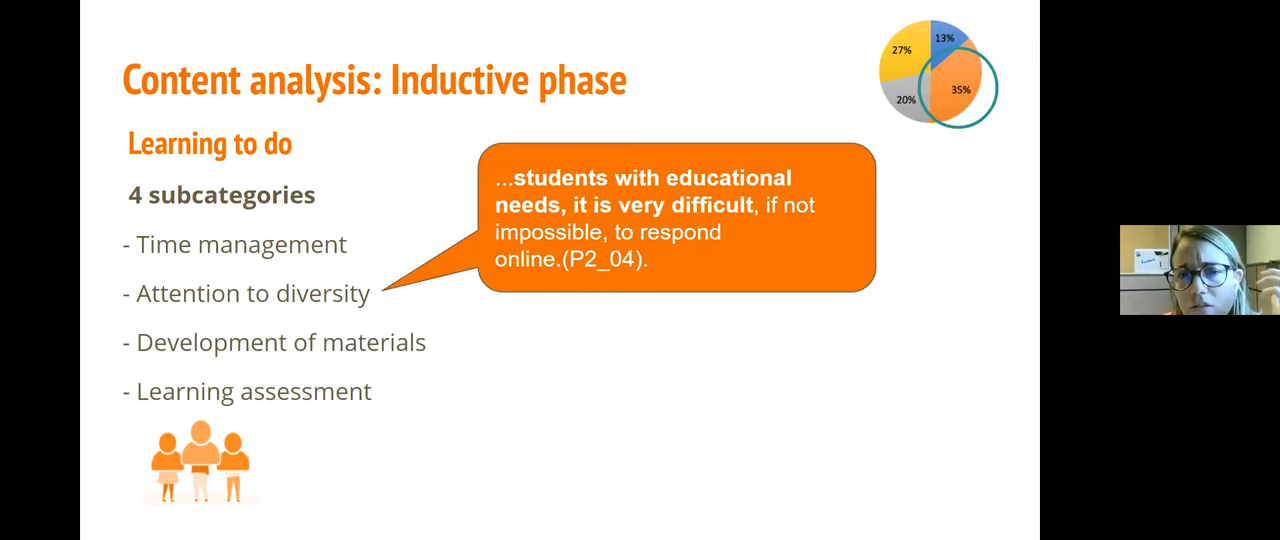 Content analysis: Inductive phase
13%
27%
35%
20%
Learning to do
4 subcategories
...students with educational
needs, it is very difficult, if not
impossible, to respond
online.(P2_04).
- Time management
- Attention to diversity
- Development of materials
- Learning assessment